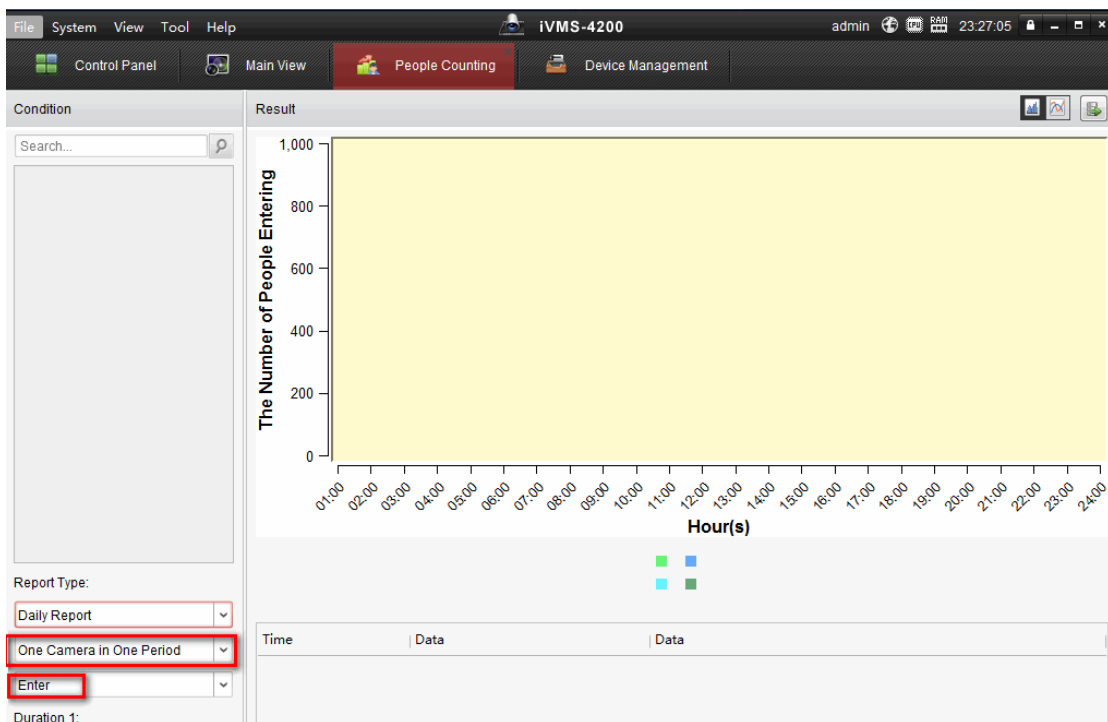 File System View Tool Help iVMS-4200 admin CPU RAM 23:27:05
Control Panel Main View People Counting Device Management
Condition
Search...
Report Type:
Daily Report
One Camera in One Period
Enter
Duration 1:
Result
The Number of People Entering
1,000
800
600
400
200
0
01:00 02:00 03:00 04:00 05:00 06:00 07:00 08:00 09:00 10:00 11:00 12:00 13:00 14:00 15:00 16:00 17:00 18:00 19:00 20:00 21:00 22:00 23:00 24:00
Hour(s)
Time Data Data